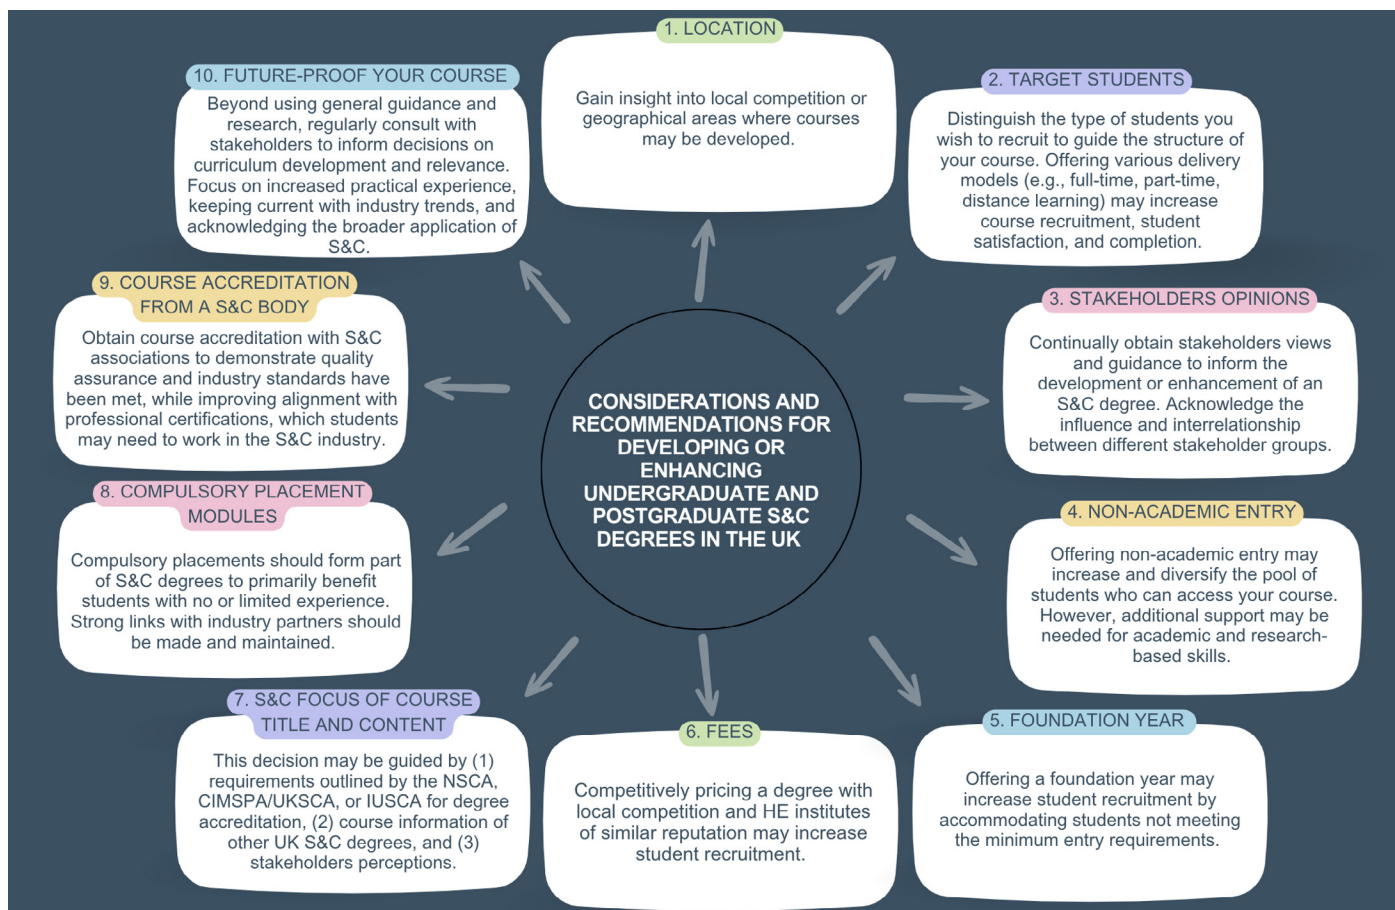 1. LOCATION
Gain insight into local competition or
geographical areas where courses
may be developed.
2. TARGET STUDENTS
Distinguish the type of students you
wish to recruit to guide the structure of
your course. Offering various delivery
models (e.g., full-time, part-time,
distance learning) may increase
course recruitment, student
satisfaction, and completion.
3. STAKEHOLDERS OPINIONS
Continually obtain stakeholders views
and guidance to inform the
development or enhancement of an
S&C degree. Acknowledge the
influence and interrelationship
between different stakeholder groups.
4. NON-ACADEMIC ENTRY
Offering non-academic entry may
increase and diversify the pool of
students who can access your course.
However, additional support may be
needed for academic and research-
based skills.
5. FOUNDATION YEAR
Offering a foundation year may
increase student recruitment by
accommodating students not meeting
the minimum entry requirements.
6. FEES
Competitively pricing a degree with
local competition and HE institutes
of similar reputation may increase
student recruitment.
7. S&C FOCUS OF COURSE
TITLE AND CONTENT
This decision may be guided by (1)
requirements outlined by the NSCA,
CIMSPA/UKSCA, or IUSCA for degree
accreditation, (2) course information of
other UK S&C degrees, and (3)
stakeholders perceptions.
8. COMPULSORY PLACEMENT
MODULES
Compulsory placements should form part
of S&C degrees to primarily benefit
students with no or limited experience.
Strong links with industry partners should
be made and maintained.
9. COURSE ACCREDITATION
FROM A S&C BODY
Obtain course accreditation with S&C
associations to demonstrate quality
assurance and industry standards have
been met, while improving alignment with
professional certifications, which students
may need to work in the S&C industry.
10. FUTURE-PROOF YOUR COURSE
Beyond using general guidance and
research, regularly consult with
stakeholders to inform decisions on
curriculum development and relevance.
Focus on increased practical experience,
keeping current with industry trends, and
acknowledging the broader application of
S&C.
CONSIDERATIONS AND
RECOMMENDATIONS FOR
DEVELOPING OR
ENHANCING
UNDERGRADUATE AND
POSTGRADUATE S&C
DEGREES IN THE UK